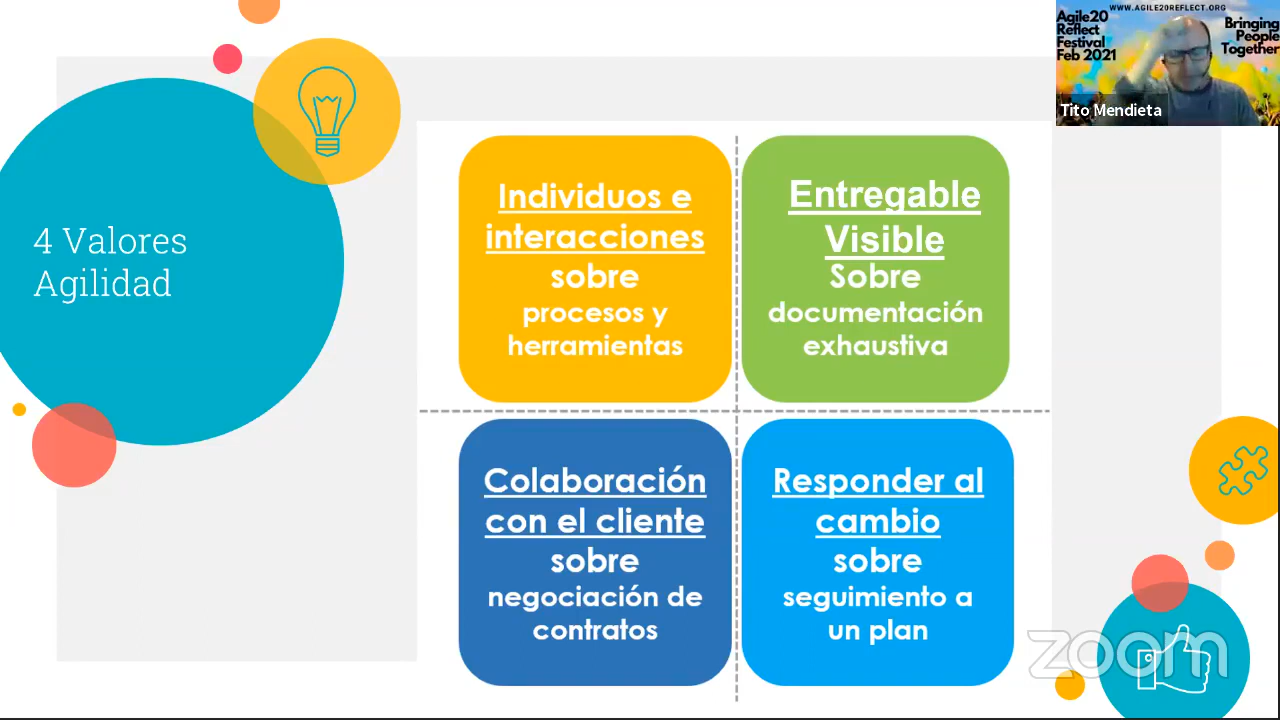 WWW.AGILE20REFLECT.ORG
Agile20
Reflect
Festival
Feb 2021
Bringing
People
Together
Tito Mendieta
4 Valores
Agilidad
Individuos e
interacciones
sobre
procesos y
herramientas
Entregable
Visible
Sobre
documentación
exhaustiva
Colaboración
con el cliente
sobre
negociación de
contratos
Responder al
cambio
sobre
seguimiento a
un plan
zoom